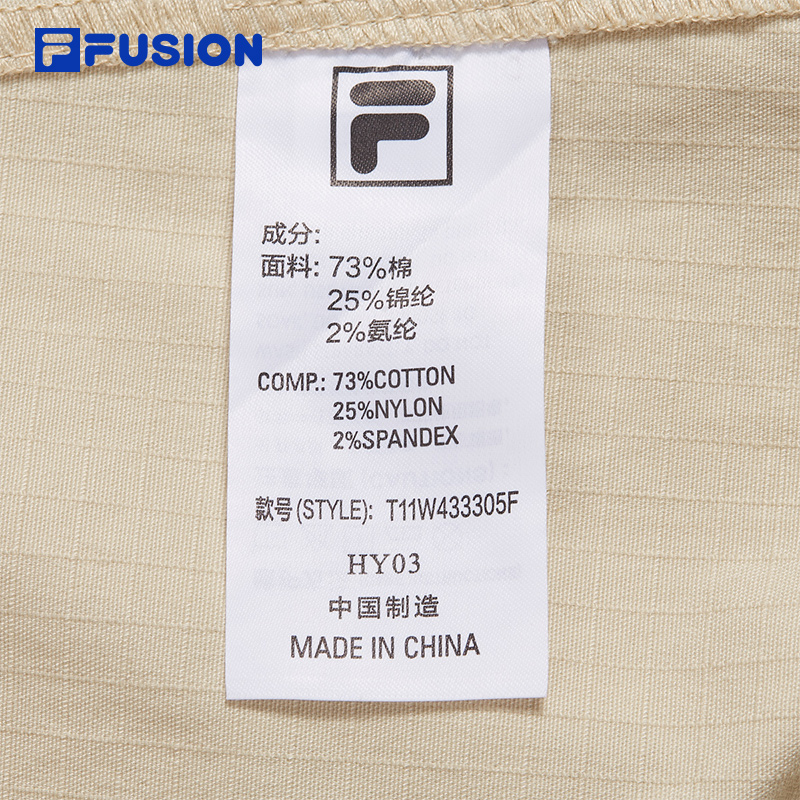 FUSION
成分:
面料: 73%棉
25%锦纶
2%氨纶
COMP.: 73%COTTON
25%NYLON
2%SPANDEX
款号(STYLE): T11W433305F
HY03
中国制造
MADE IN CHINA